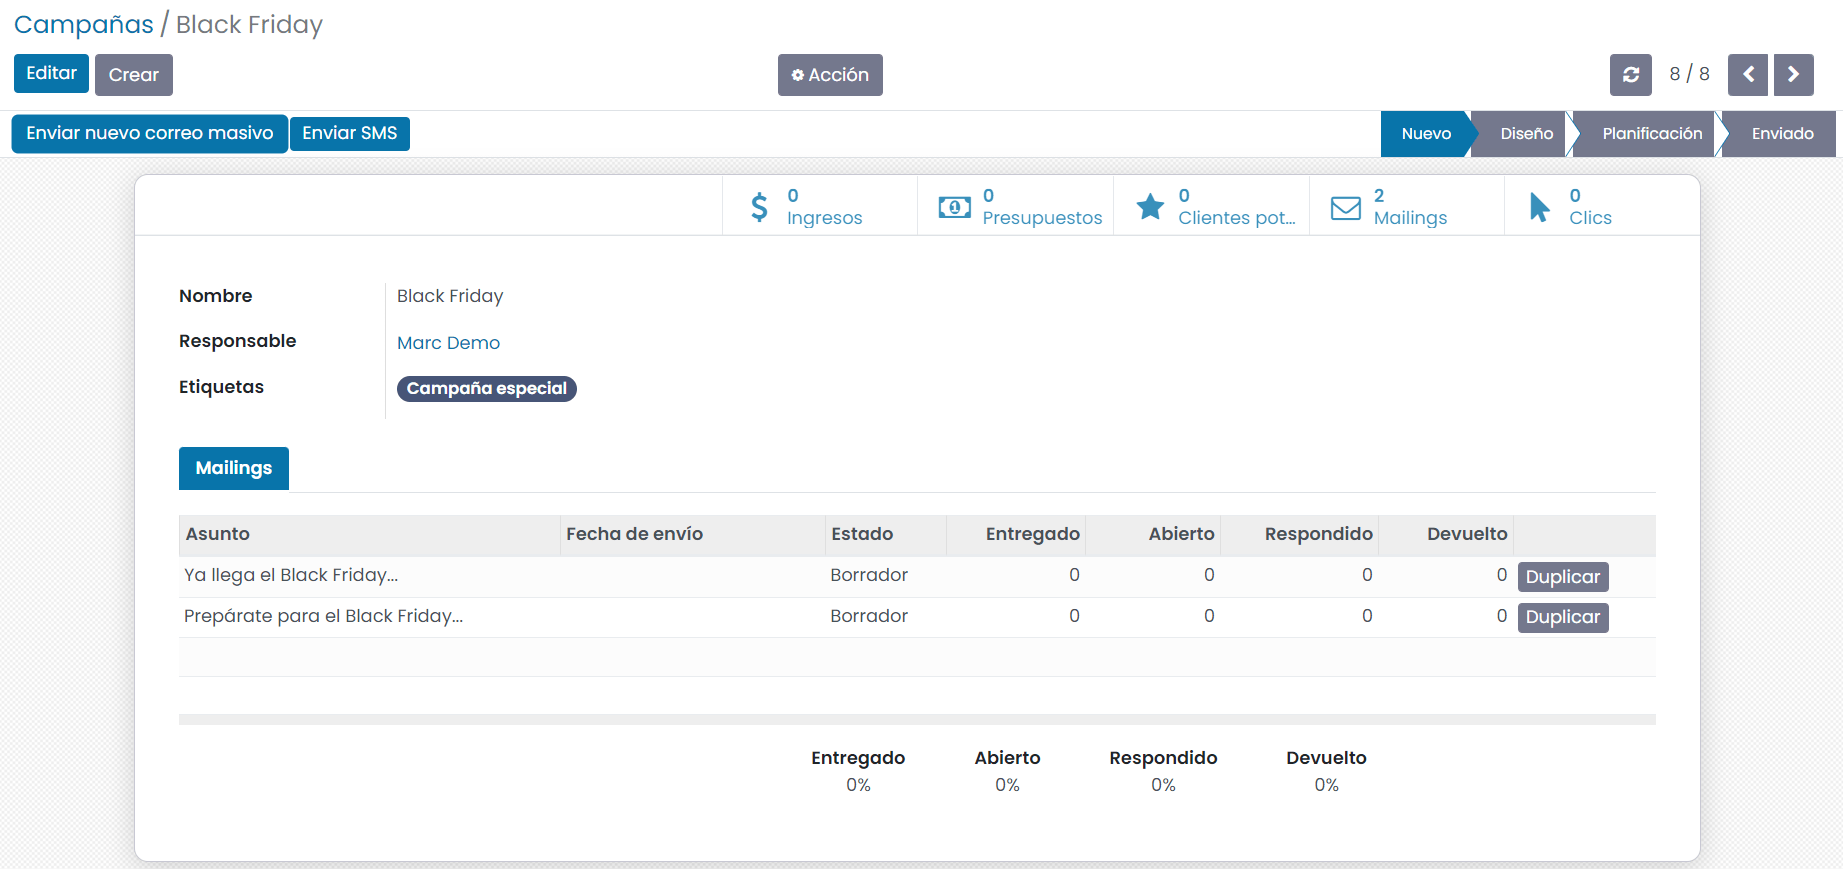 Campañas / Black Friday
Editar Crear Acción 8 / 8
Enviar nuevo correo masivo Enviar SMS Nuevo Diseño Planificación Enviado
0 0 0 2 0
Ingresos Presupuestos Clientes pot... Mailings Clics
Nombre Black Friday
Responsable Marc Demo
Etiquetas Campaña especial
Mailings
Asunto Fecha de envío Estado Entregado Abierto Respondido Devuelto
Ya llega el Black Friday... Borrador 0 0 0 0 Duplicar
Prepárate para el Black Friday... Borrador 0 0 0 0 Duplicar
Entregado Abierto Respondido Devuelto
0% 0% 0% 0%